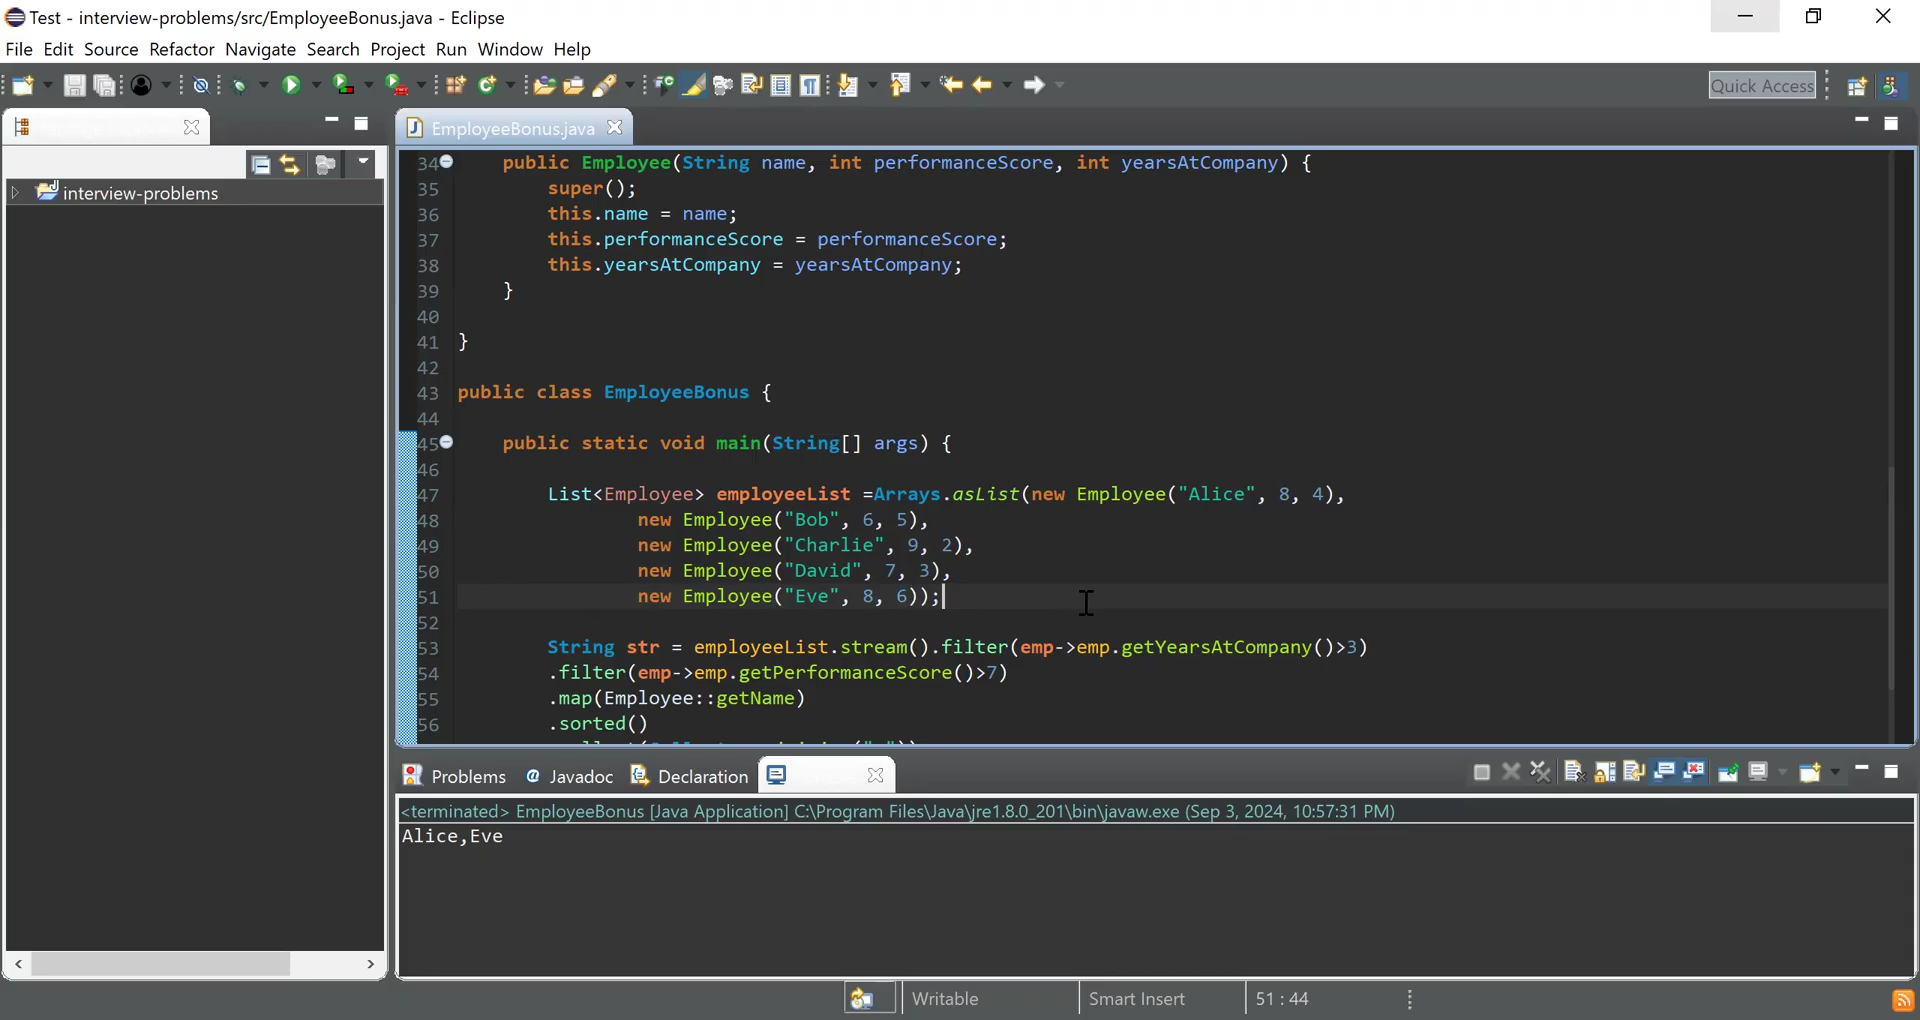 Test - interview-problems/src/EmployeeBonus.java - Eclipse
File Edit Source Refactor Navigate Search Project Run Window Help
Quick Access
interview-problems
EmployeeBonus.java
34 public Employee(String name, int performanceScore, int yearsAtCompany) {
35 super();
36 this.name = name;
37 this.performanceScore = performanceScore;
38 this.yearsAtCompany = yearsAtCompany;
39 }
40
41 }
42
43 public class EmployeeBonus {
44
45 public static void main(String[] args) {
46
47 List<Employee> employeeList =Arrays.asList(new Employee("Alice", 8, 4),
48 new Employee("Bob", 6, 5),
49 new Employee("Charlie", 9, 2),
50 new Employee("David", 7, 3),
51 new Employee("Eve", 8, 6));
52
53 String str = employeeList.stream().filter(emp->emp.getYearsAtCompany()>3)
54 .filter(emp->emp.getPerformanceScore()>7)
55 .map(Employee::getName)
56 .sorted()
Problems @ Javadoc Declaration
<terminated> EmployeeBonus [Java Application] C:\Program Files\Java\jre1.8.0_201\bin\javaw.exe (Sep 3, 2024, 10:57:31 PM)
Alice,Eve
Writable Smart Insert 51 : 44